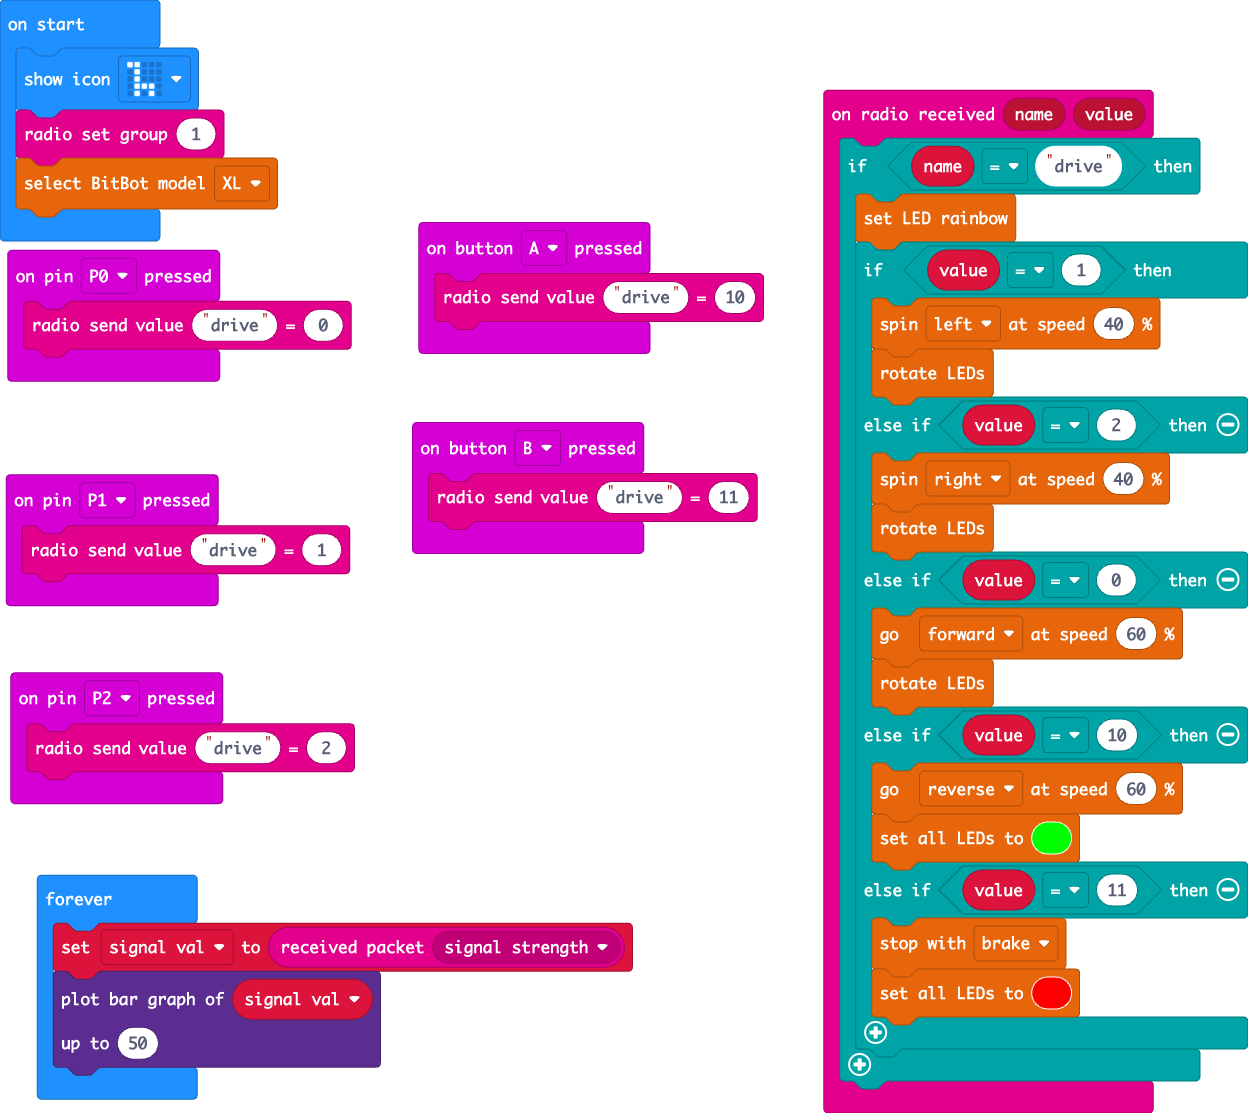 on start
show icon
radio set group 1
select BitBot model XL
on pin P0 pressed
radio send value "drive" = 0
on pin P1 pressed
radio send value "drive" = 1
on pin P2 pressed
radio send value "drive" = 2
forever
set signal val to received packet signal strength
plot bar graph of signal val
up to 50
on button A pressed
radio send value "drive" = 10
on button B pressed
radio send value "drive" = 11
on radio received name value
if name = "drive" then
set LED rainbow
if value = 1 then
spin left at speed 40 %
rotate LEDs
else if value = 2 then
spin right at speed 40 %
rotate LEDs
else if value = 0 then
go forward at speed 60 %
rotate LEDs
else if value = 10 then
go reverse at speed 60 %
set all LEDs to
else if value = 11 then
stop with brake
set all LEDs to